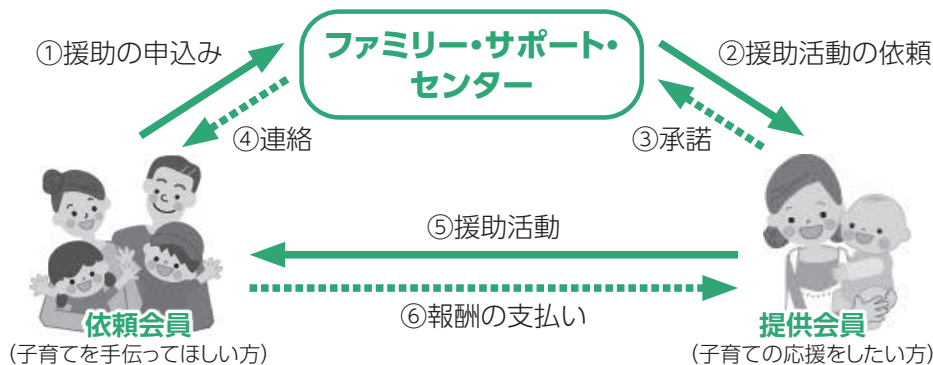 ①援助の申込み
ファミリー・サポート・
センター
②援助活動の依頼
④連絡
③承諾
⑤援助活動
⑥報酬の支払い
依頼会員
(子育てを手伝ってほしい方)
提供会員
(子育ての応援をしたい方)